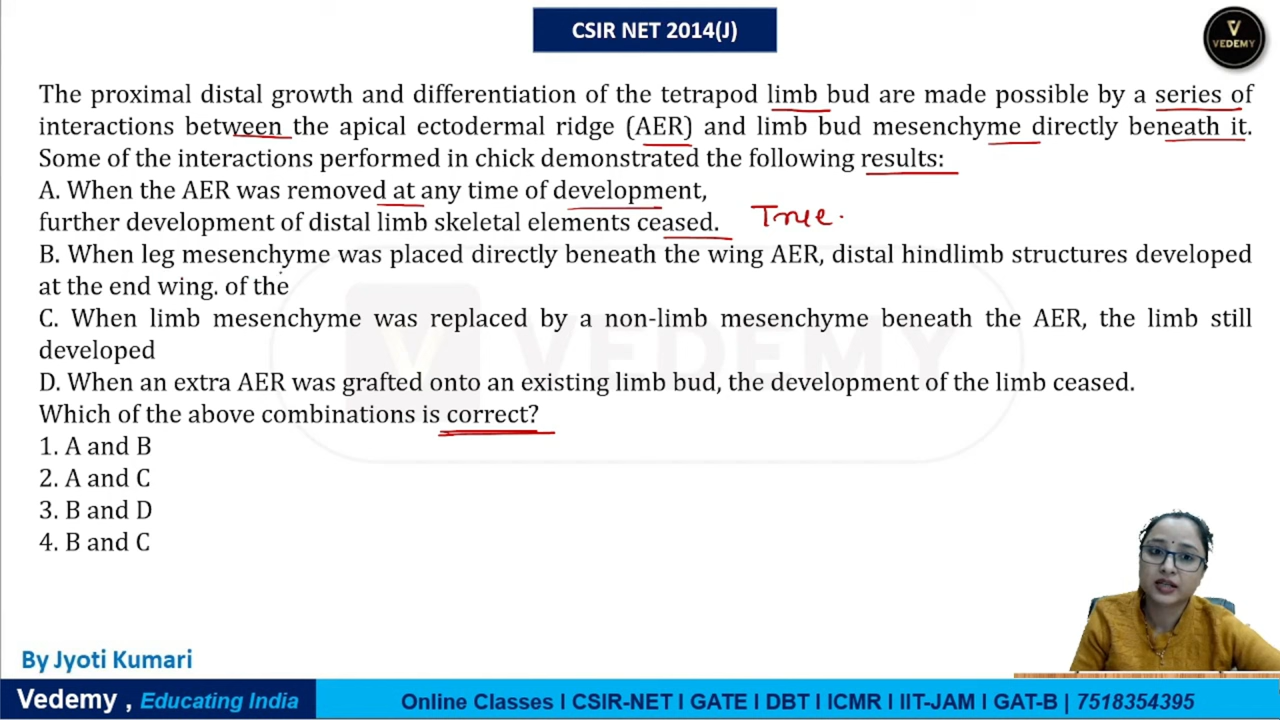 CSIR NET 2014(J)
VEDEMY
The proximal distal growth and differentiation of the tetrapod limb bud are made possible by a series of
interactions between the apical ectodermal ridge (AER) and limb bud mesenchyme directly beneath it.
Some of the interactions performed in chick demonstrated the following results:
A. When the AER was removed at any time of development,
further development of distal limb skeletal elements ceased. True.
B. When leg mesenchyme was placed directly beneath the wing AER, distal hindlimb structures developed
at the end wing. of the
C. When limb mesenchyme was replaced by a non-limb mesenchyme beneath the AER, the limb still
developed
VEDEMY
D. When an extra AER was grafted onto an existing limb bud, the development of the limb ceased.
Which of the above combinations is correct?
1. A and B
2. A and C
3. B and D
4. B and C
By Jyoti Kumari
Vedemy , Educating India
Online Classes I CSIR-NET I GATE I DBT I ICMR I IIT-JAM I GAT-B | 7518354395